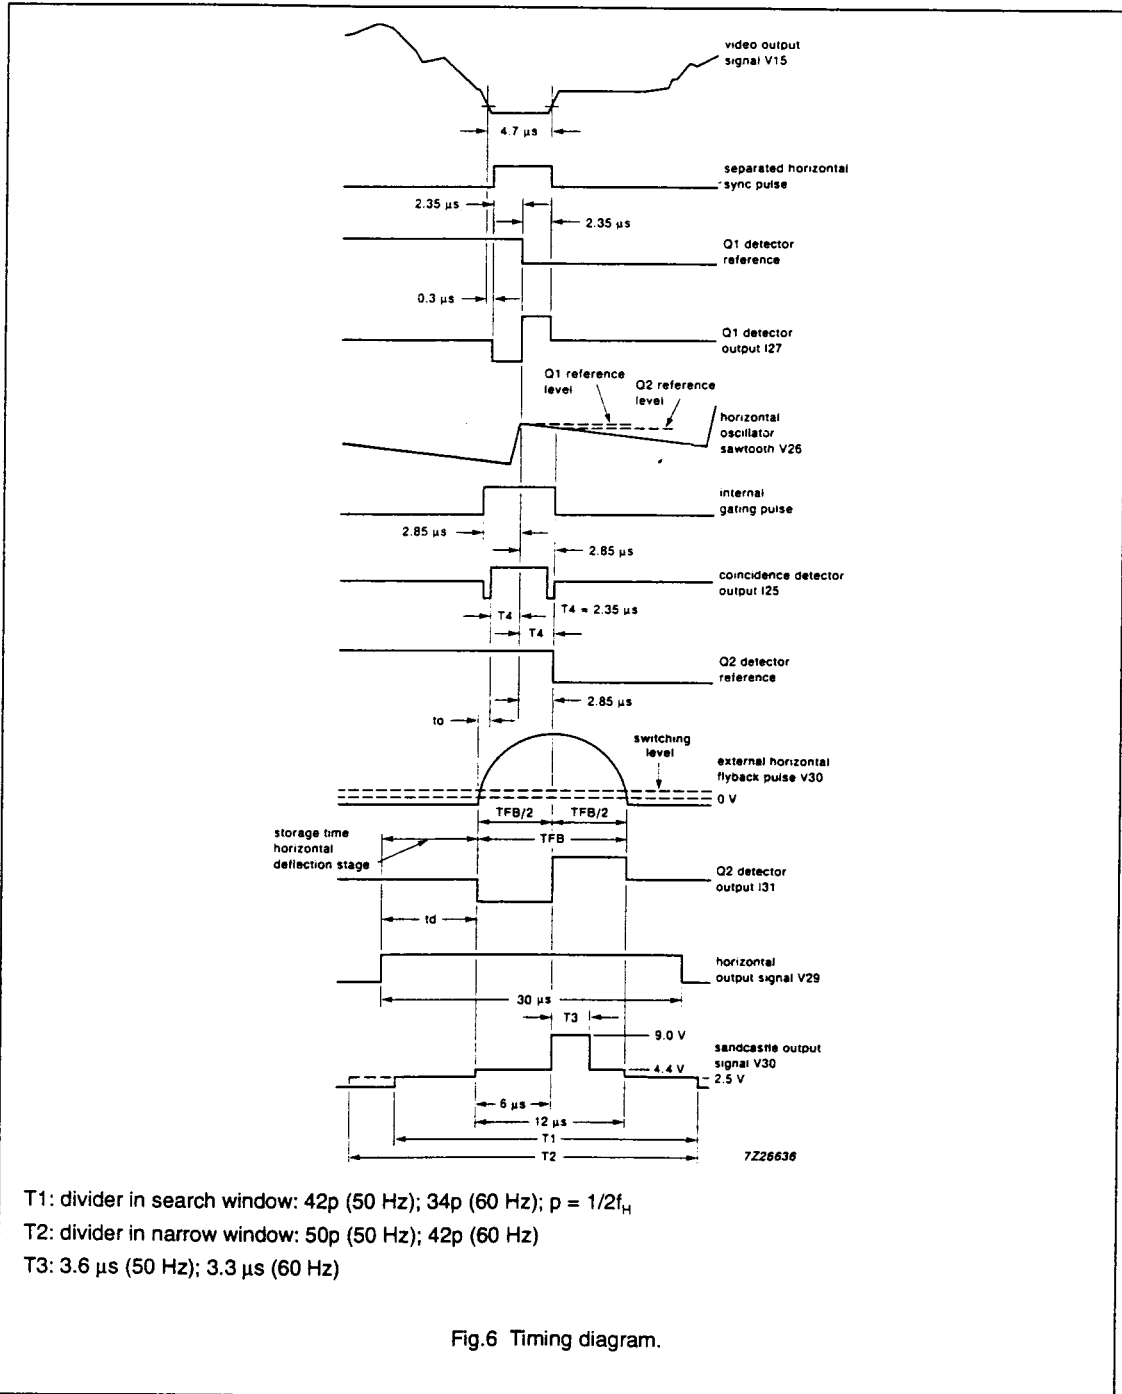 video output
signal V15
4.7 µs
separated horizontal
sync pulse
2.35 µs
2.35 µs
Q1 detector
reference
0.3 µs
Q1 detector
output I27
Q1 reference
level
Q2 reference
level
horizontal
oscillator
sawtooth V26
internal
gating pulse
2.85 µs
2.85 µs
coincidence detector
output I25
T4
T4 = 2.35 µs
T4
Q2 detector
reference
2.85 µs
to
switching
level
external horizontal
flyback pulse V30
0 V
TFB/2
TFB/2
TFB
storage time
horizontal
deflection stage
Q2 detector
output I31
td
horizontal
output signal V29
30 µs
T3
9.0 V
sandcastle output
signal V30
4.4 V
2.5 V
6 µs
12 µs
T1
T2
7Z26636
T1: divider in search window: 42p (50 Hz); 34p (60 Hz); p = 1/2fH
T2: divider in narrow window: 50p (50 Hz); 42p (60 Hz)
T3: 3.6 µs (50 Hz); 3.3 µs (60 Hz)
Fig.6 Timing diagram.